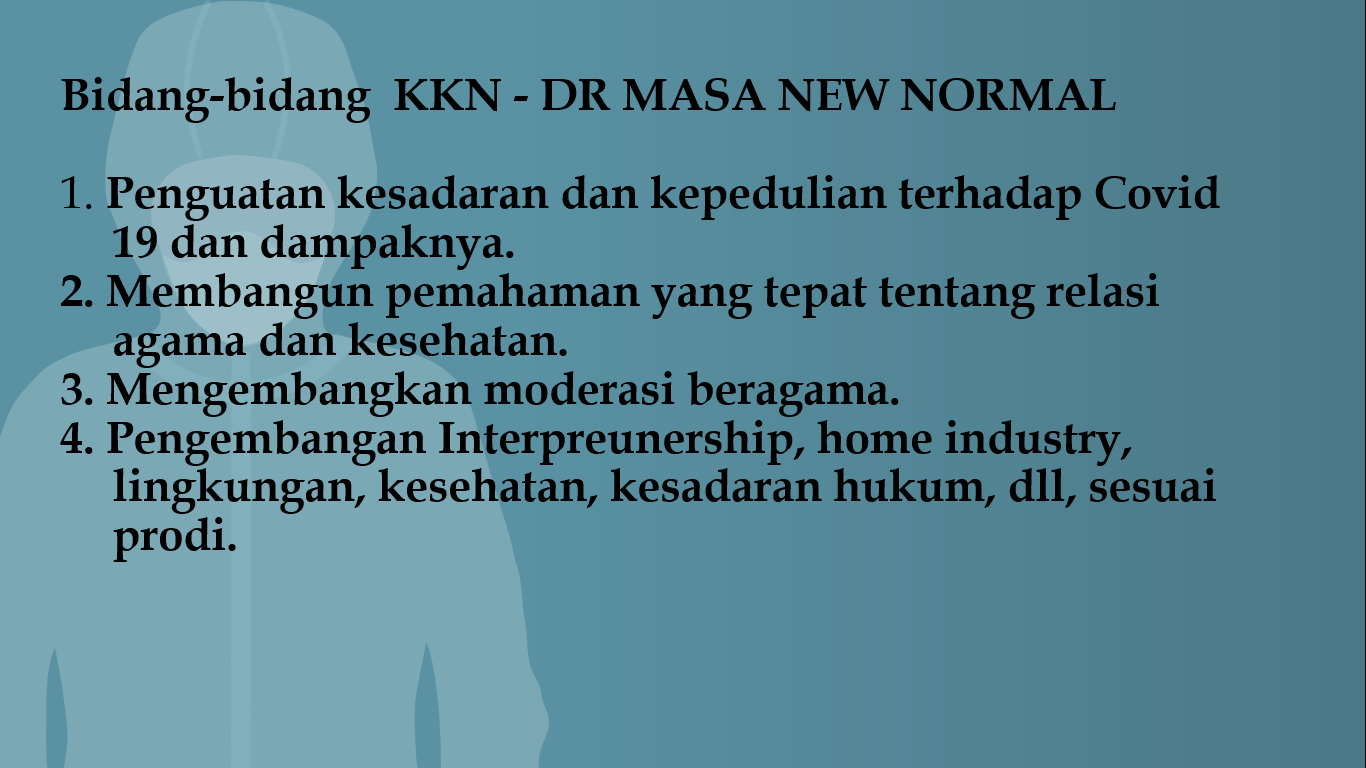 Bidang-bidang KKN - DR MASA NEW NORMAL
1. Penguatan kesadaran dan kepedulian terhadap Covid
19 dan dampaknya.
2. Membangun pemahaman yang tepat tentang relasi
agama dan kesehatan.
3. Mengembangkan moderasi beragama.
4. Pengembangan Interpreunership, home industry,
lingkungan, kesehatan, kesadaran hukum, dll, sesuai
prodi.